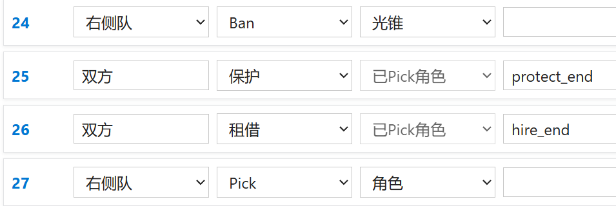 24 右侧队 Ban 光锥
25 双方 保护 已Pick角色 protect_end
26 双方 租借 已Pick角色 hire_end
27 右侧队 Pick 角色